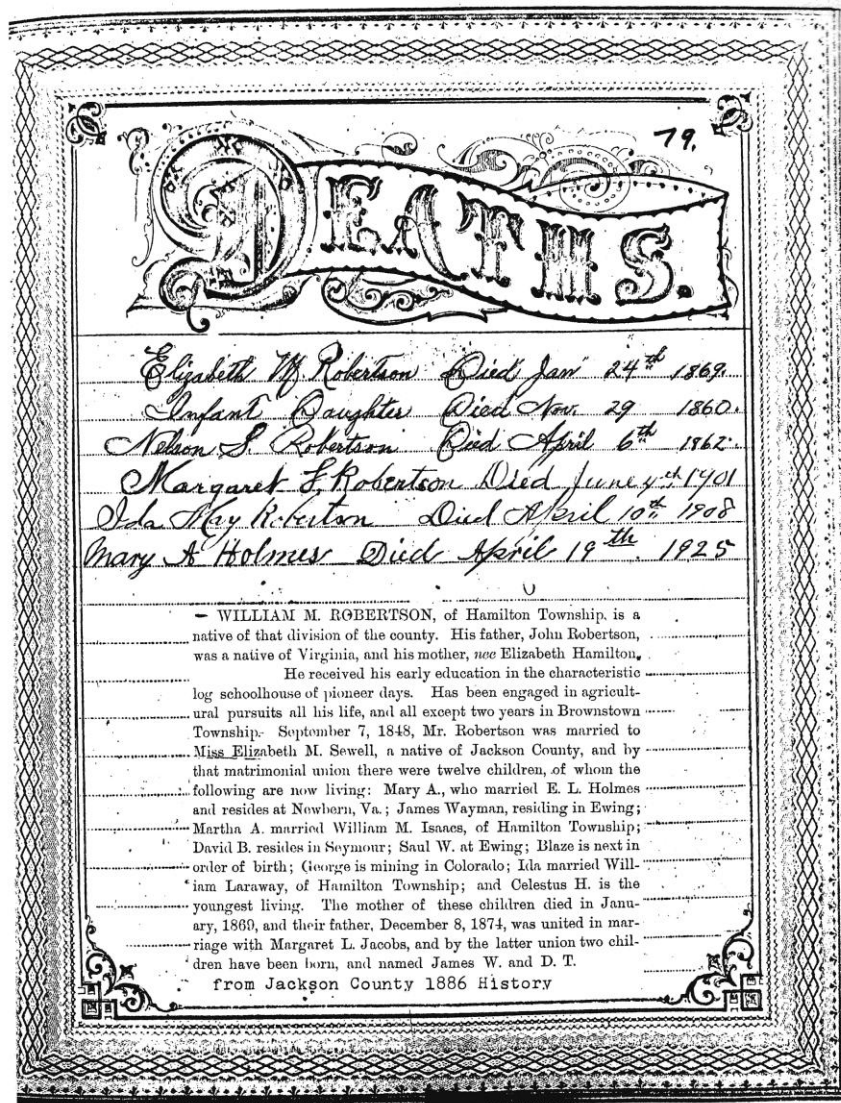 79.
DEATHS.
Elizabeth M Robertson Died Jan 24th 1869.
Infant Daughter Died Nov. 29 1860.
Nelson S. Robertson Died April 6th 1862.
Margaret L. Robertson Died June 4th 1901
Ida May Robertson Died April 10th 1908
Mary A Holmes Died April 19th 1925
– WILLIAM M. ROBERTSON, of Hamilton Township, is a
native of that division of the county. His father, John Robertson,
was a native of Virginia, and his mother, nee Elizabeth Hamilton.
He received his early education in the characteristic
log schoolhouse of pioneer days. Has been engaged in agricult-
ural pursuits all his life, and all except two years in Brownstown
Township. September 7, 1848, Mr. Robertson was married to
Miss Elizabeth M. Sewell, a native of Jackson County, and by
that matrimonial union there were twelve children, of whom the
following are now living: Mary A., who married E. L. Holmes
and resides at Newbern, Va.; James Wayman, residing in Ewing;
Martha A. married William M. Isaacs, of Hamilton Township;
David B. resides in Seymour; Saul W. at Ewing; Blaze is next in
order of birth; George is mining in Colorado; Ida married Will-
iam Laraway, of Hamilton Township; and Celestus H. is the
youngest living. The mother of these children died in Janu-
ary, 1869, and their father, December 8, 1874, was united in mar-
riage with Margaret L. Jacobs, and by the latter union two chil-
dren have been born, and named James W. and D. T.
from Jackson County 1886 History